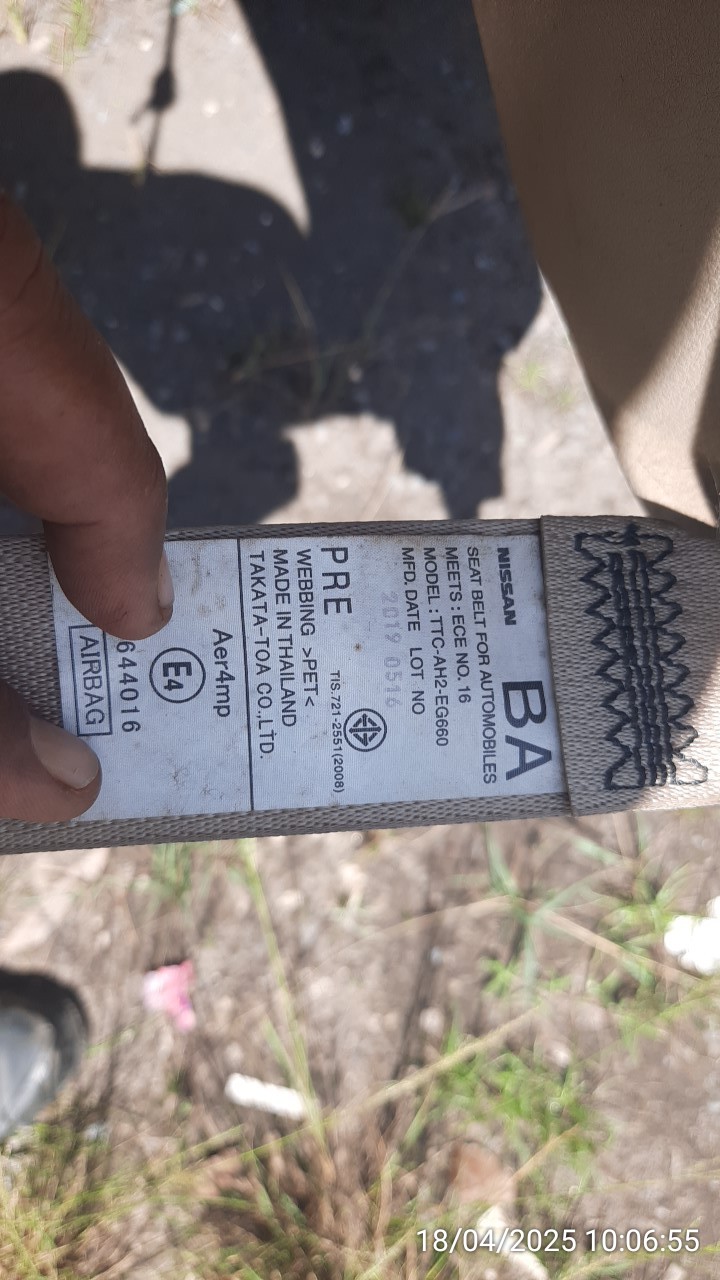 NISSAN
BA
SEAT BELT FOR AUTOMOBILES
MEETS : ECE NO. 16
MODEL : TTC-AH2-EG660
MFD. DATE LOT NO
2019 0516
PRE
TIS.721-2551(2008)
WEBBING >PET<
MADE IN THAILAND
TAKATA-TOA CO.,LTD.
Aer4mp
E4
644016
AIRBAG
18/04/2025 10:06:55